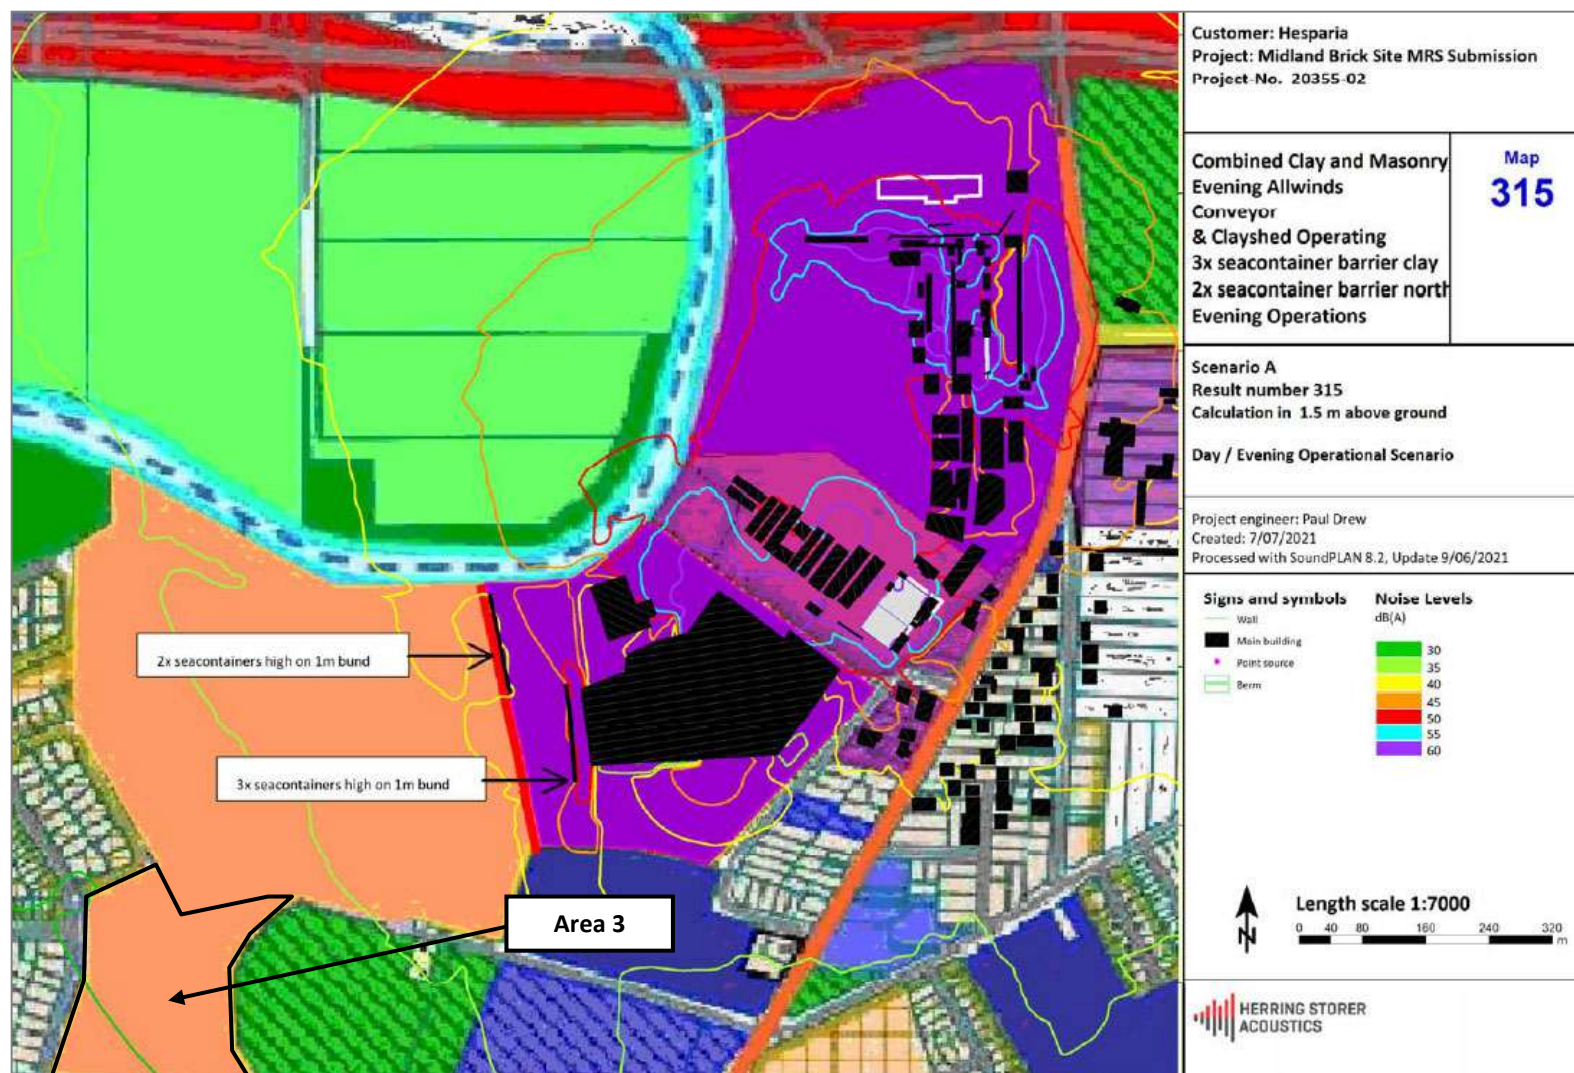 Customer: Hesparia
Project: Midland Brick Site MRS Submission
Project-No. 20355-02
Combined Clay and Masonry
Evening Allwinds
Conveyor
& Clayshed Operating
3x seacontainer barrier clay
2x seacontainer barrier north
Evening Operations
Map
315
Scenario A
Result number 315
Calculation in 1.5 m above ground
Day / Evening Operational Scenario
Project engineer: Paul Drew
Created: 7/07/2021
Processed with SoundPLAN 8.2, Update 9/06/2021
Signs and symbols
Wall
Main building
Point source
Berm
Noise Levels
dB(A)
30
35
40
45
50
55
60
2x seacontainers high on 1m bund
3x seacontainers high on 1m bund
Area 3
N
Length scale 1:7000
0 40 80 160 240 320
m
HERRING STORER
ACOUSTICS